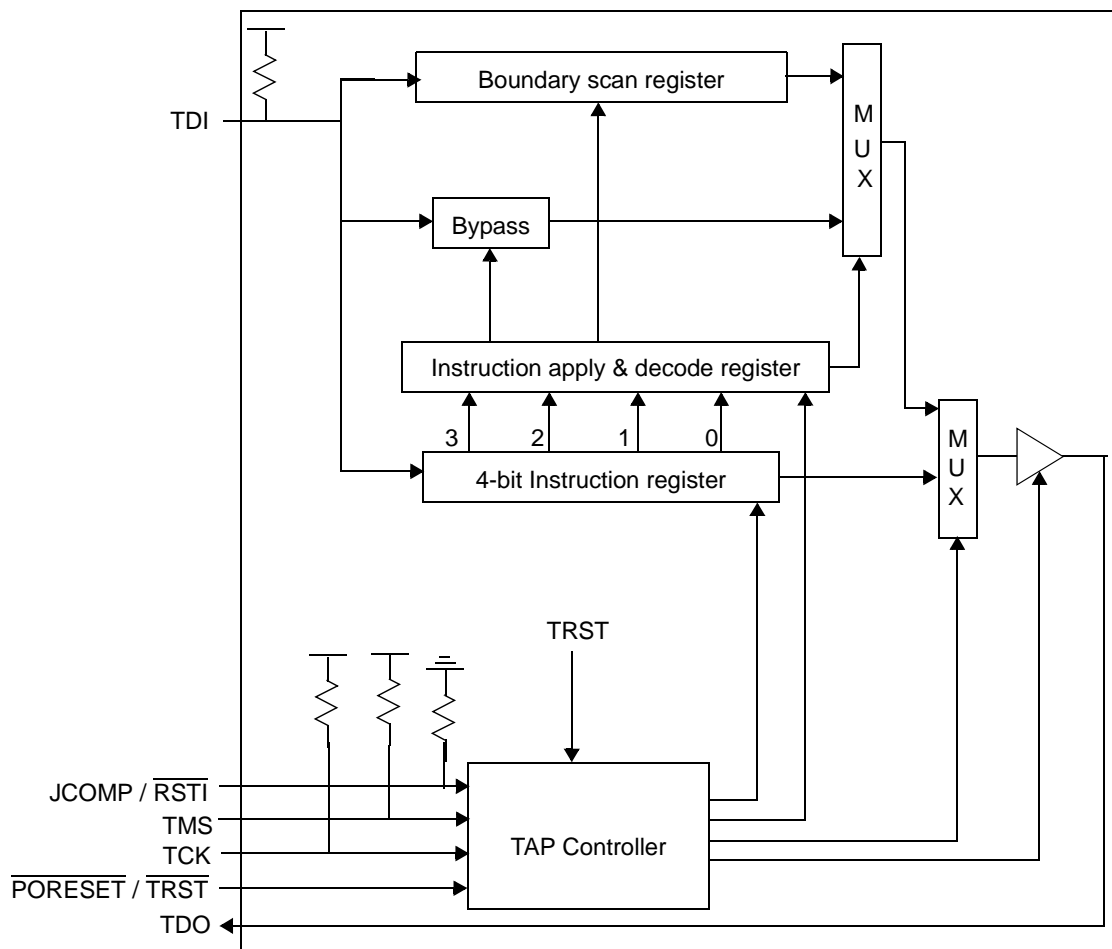 Boundary scan register
M
U
X
TDI
Bypass
Instruction apply & decode register
3 2 1 0
4-bit Instruction register
M
U
X
TRST
JCOMP / RSTI
TMS
TCK
TAP Controller
PORESET / TRST
TDO